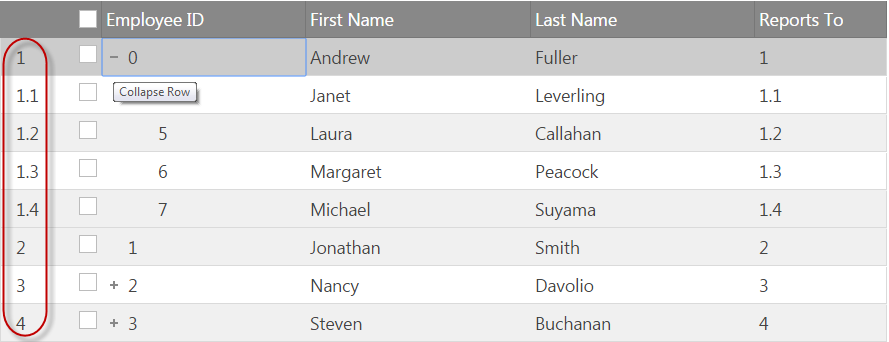 Employee ID First Name Last Name Reports To
1 − 0 Andrew Fuller 1
Collapse Row
1.1 Janet Leverling 1.1
1.2 5 Laura Callahan 1.2
1.3 6 Margaret Peacock 1.3
1.4 7 Michael Suyama 1.4
2 1 Jonathan Smith 2
3 + 2 Nancy Davolio 3
4 + 3 Steven Buchanan 4